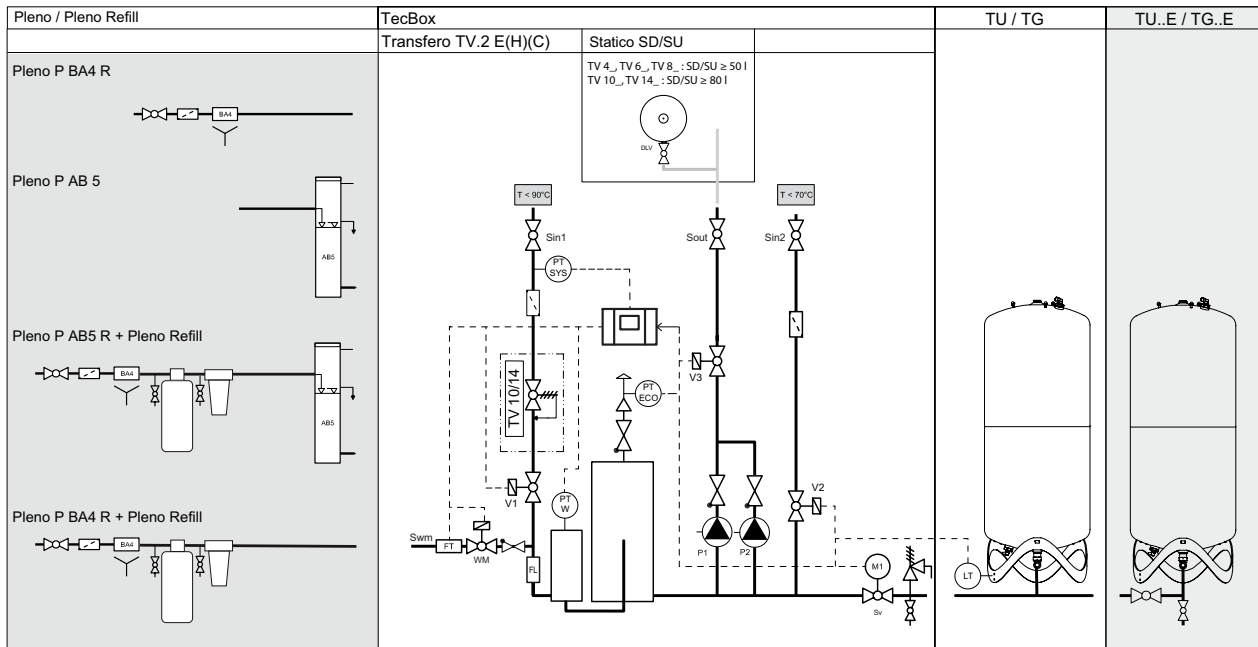 Pleno / Pleno Refill
TecBox
TU / TG
TU..E / TG..E
Transfero TV.2 E(H)(C)
Statico SD/SU
Pleno P BA4 R
BA4
Pleno P AB 5
AB5
Pleno P AB5 R + Pleno Refill
BA4
AB5
Pleno P BA4 R + Pleno Refill
BA4
TV 4_, TV 6_, TV 8_ : SD/SU ≥ 50 l
TV 10_, TV 14_ : SD/SU ≥ 80 l
DLV
T < 90°C
T < 70°C
Sin1
Sout
Sin2
PT
SYS
V3
PT
ECO
TV 10/14
V1
PT
W
V2
Swm
FT
WM
FL
P1
P2
M1
Sv
LT